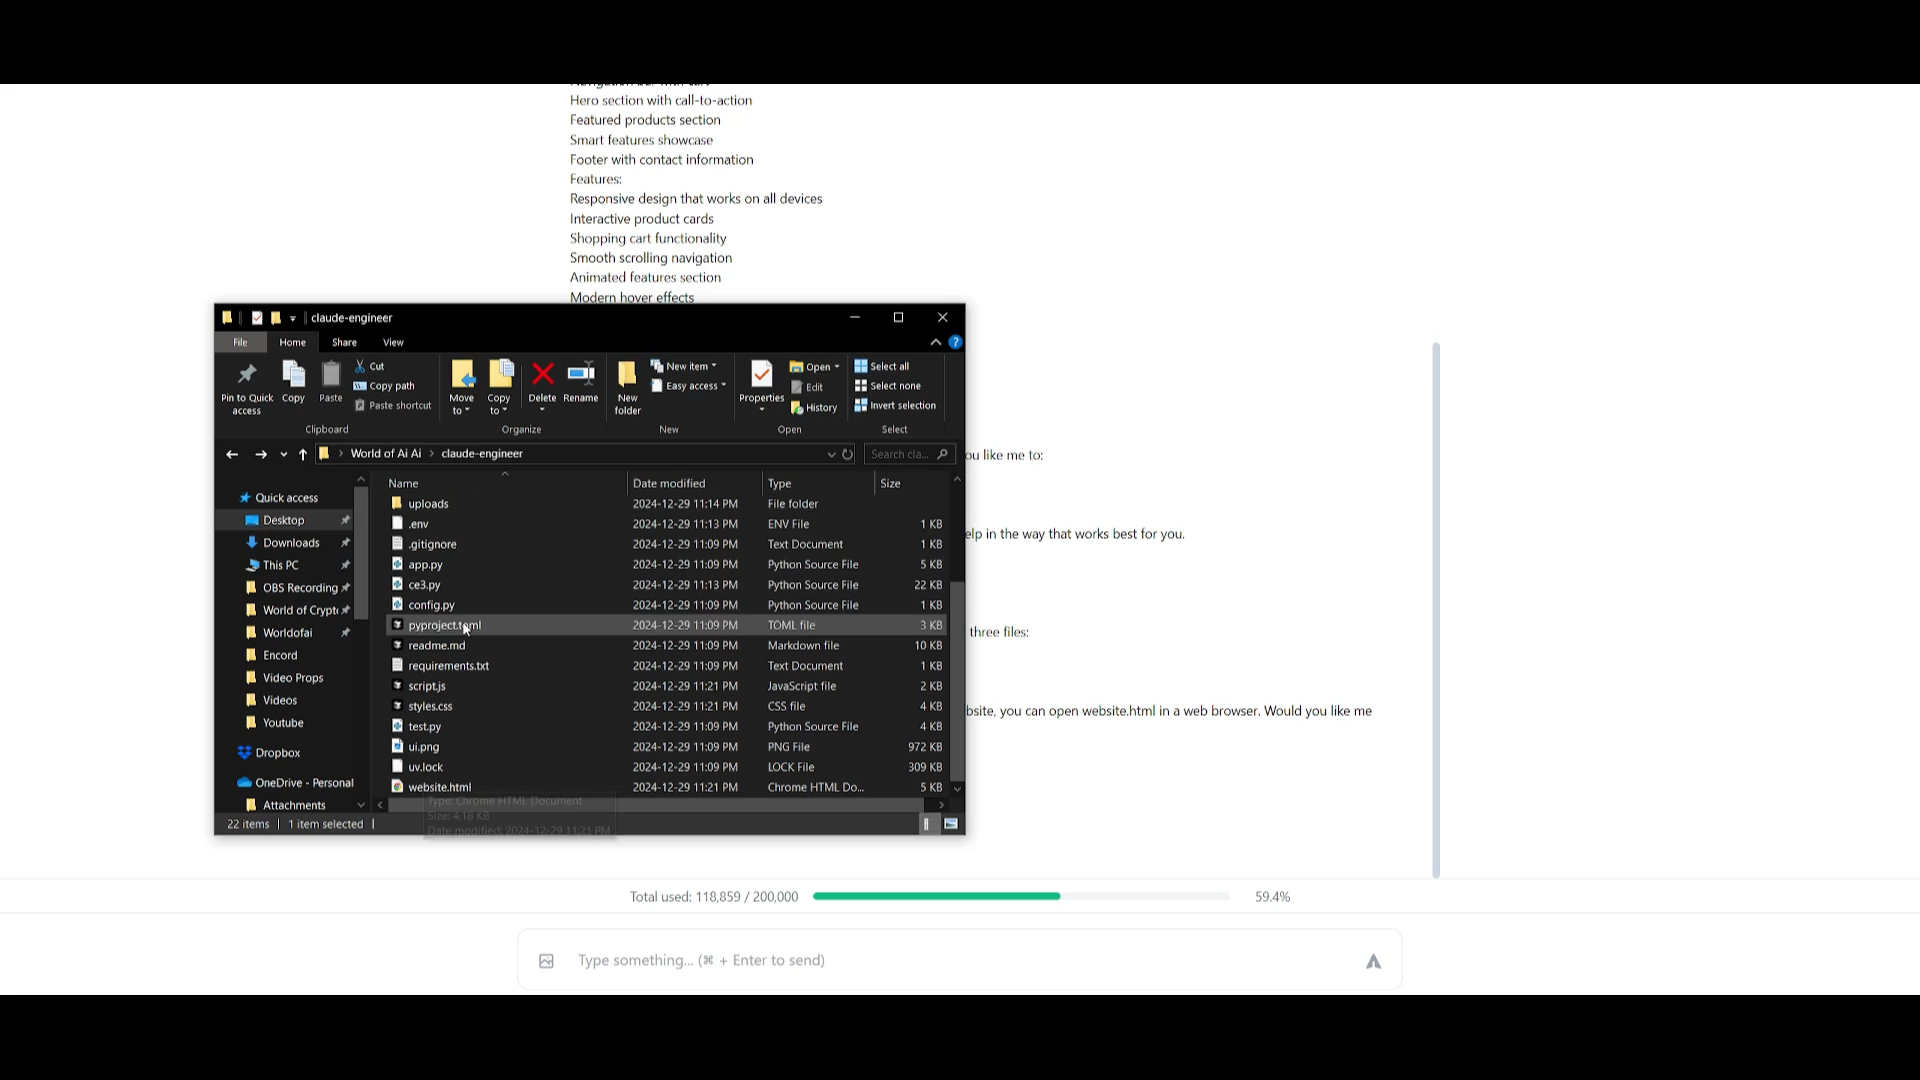 Hero section with call-to-action
Featured products section
Smart features showcase
Footer with contact information
Features:
Responsive design that works on all devices
Interactive product cards
Shopping cart functionality
Smooth scrolling navigation
Animated features section
Modern hover effects
claude-engineer
File Home Share View
Pin to Quick access
Copy
Paste
Cut
Copy path
Paste shortcut
Clipboard
Move to
Copy to
Delete
Rename
Organize
New folder
New item
Easy access
New
Properties
Open
Edit
History
Open
Select all
Select none
Invert selection
Select
World of Ai Ai > claude-engineer
Search cla...
Quick access
Desktop
Downloads
This PC
OBS Recording
World of Crypt
Worldofai
Encord
Video Props
Videos
Youtube
Dropbox
OneDrive - Personal
Attachments
Name Date modified Type Size
uploads 2024-12-29 11:14 PM File folder
.env 2024-12-29 11:13 PM ENV File 1 KB
.gitignore 2024-12-29 11:09 PM Text Document 1 KB
app.py 2024-12-29 11:09 PM Python Source File 5 KB
ce3.py 2024-12-29 11:13 PM Python Source File 22 KB
config.py 2024-12-29 11:09 PM Python Source File 1 KB
pyproject.toml 2024-12-29 11:09 PM TOML file 3 KB
readme.md 2024-12-29 11:09 PM Markdown file 10 KB
requirements.txt 2024-12-29 11:09 PM Text Document 1 KB
script.js 2024-12-29 11:21 PM JavaScript file 2 KB
styles.css 2024-12-29 11:21 PM CSS file 4 KB
test.py 2024-12-29 11:09 PM Python Source File 4 KB
ui.png 2024-12-29 11:09 PM PNG File 972 KB
uv.lock 2024-12-29 11:09 PM LOCK File 309 KB
website.html 2024-12-29 11:21 PM Chrome HTML Do... 5 KB
Type: Chrome HTML Document
Size: 4.18 KB
Date modified: 2024-12-29 11:21 PM
22 items 1 item selected
ou like me to:
elp in the way that works best for you.
three files:
bsite, you can open website.html in a web browser. Would you like me
Total used: 118,859 / 200,000 59.4%
Type something... (⌘ + Enter to send)